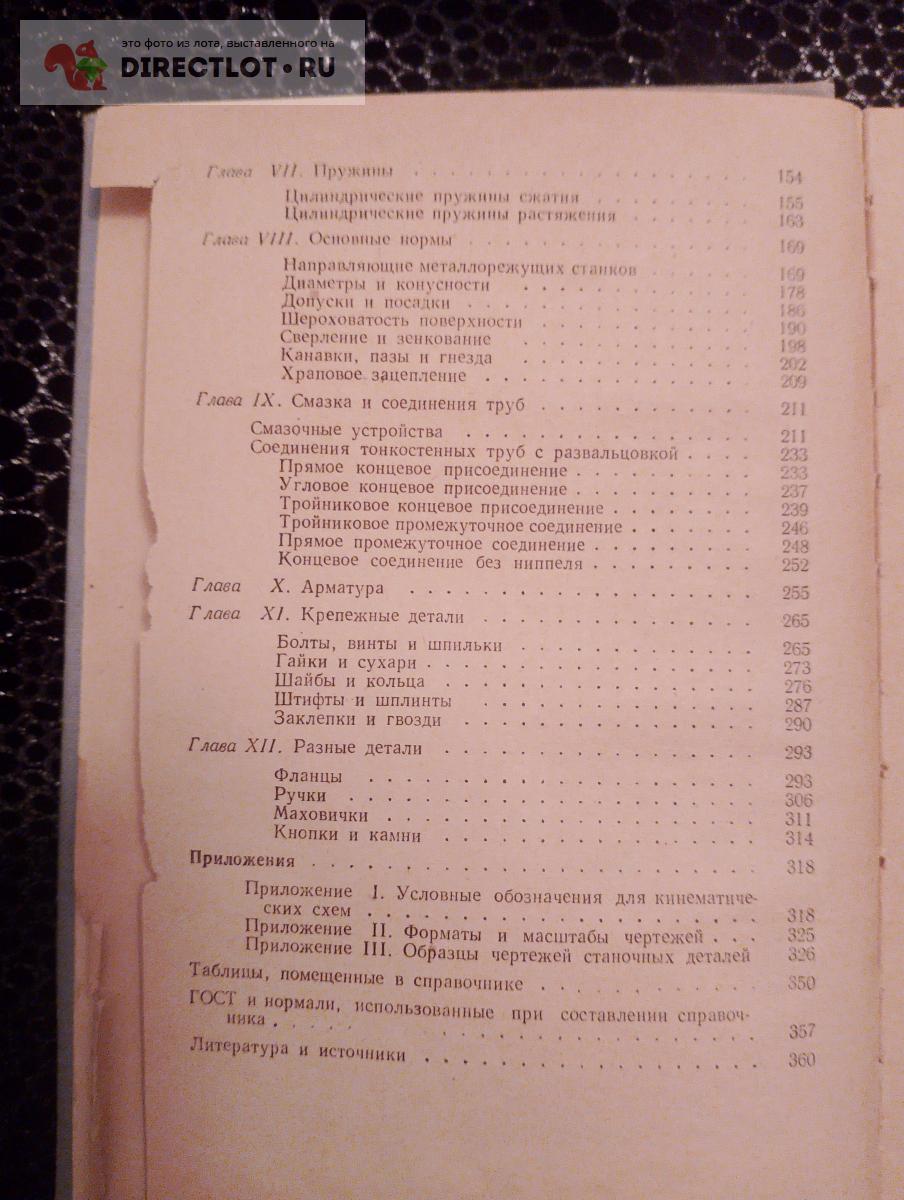 это фото из лота, выставленного на
DIRECTLOT•RU
Глава VII. Пружины . . . . . . . . . . . . . . . . 154
Цилиндрические пружины сжатия . . . . . . . . 155
Цилиндрические пружины растяжения . . . . . . . 163
Глава VIII. Основные нормы . . . . . . . . . . . . . 169
Направляющие металлорежущих станков . . . . . 169
Диаметры и конусности . . . . . . . . . . . 178
Допуски и посадки . . . . . . . . . . . . . 186
Шероховатость поверхности . . . . . . . . . . 190
Сверление и зенкование . . . . . . . . . . . 198
Канавки, пазы и гнезда . . . . . . . . . . . 202
Храповое зацепление . . . . . . . . . . . . 209
Глава IX. Смазка и соединения труб . . . . . . . . . . 211
Смазочные устройства . . . . . . . . . . . . . 211
Соединения тонкостенных труб с развальцовкой . . . . 233
Прямое концевое присоединение . . . . . . . . . 233
Угловое концевое присоединение . . . . . . . . . 237
Тройниковое концевое присоединение . . . . . . . 239
Тройниковое промежуточное соединение . . . . . . 246
Прямое промежуточное соединение . . . . . . . . 248
Концевое соединение без ниппеля . . . . . . . . 252
Глава X. Арматура . . . . . . . . . . . . . . . . 255
Глава XI. Крепежные детали . . . . . . . . . . . . . 265
Болты, винты и шпильки . . . . . . . . . . . 265
Гайки и сухари . . . . . . . . . . . . . . . 273
Шайбы и кольца . . . . . . . . . . . . . . 276
Штифты и шплинты . . . . . . . . . . . . 287
Заклепки и гвозди . . . . . . . . . . . . . 290
Глава XII. Разные детали . . . . . . . . . . . . . . 293
Фланцы . . . . . . . . . . . . . . . . . 293
Ручки . . . . . . . . . . . . . . . . . . 306
Маховички . . . . . . . . . . . . . . . . 311
Кнопки и камни . . . . . . . . . . . . . . 314
Приложения . . . . . . . . . . . . . . . . . . . 318
Приложение I. Условные обозначения для кинематиче-
ских схем . . . . . . . . . . . . . . . . . 318
Приложение II. Форматы и масштабы чертежей . . . 325
Приложение III. Образцы чертежей станочных деталей 326
Таблицы, помещенные в справочнике . . . . . . . . . 350
ГОСТ и нормали, использованные при составлении справоч-
ника . . . . . . . . . . . . . . . . . . . 357
Литература и источники . . . . . . . . . . . . . . 360